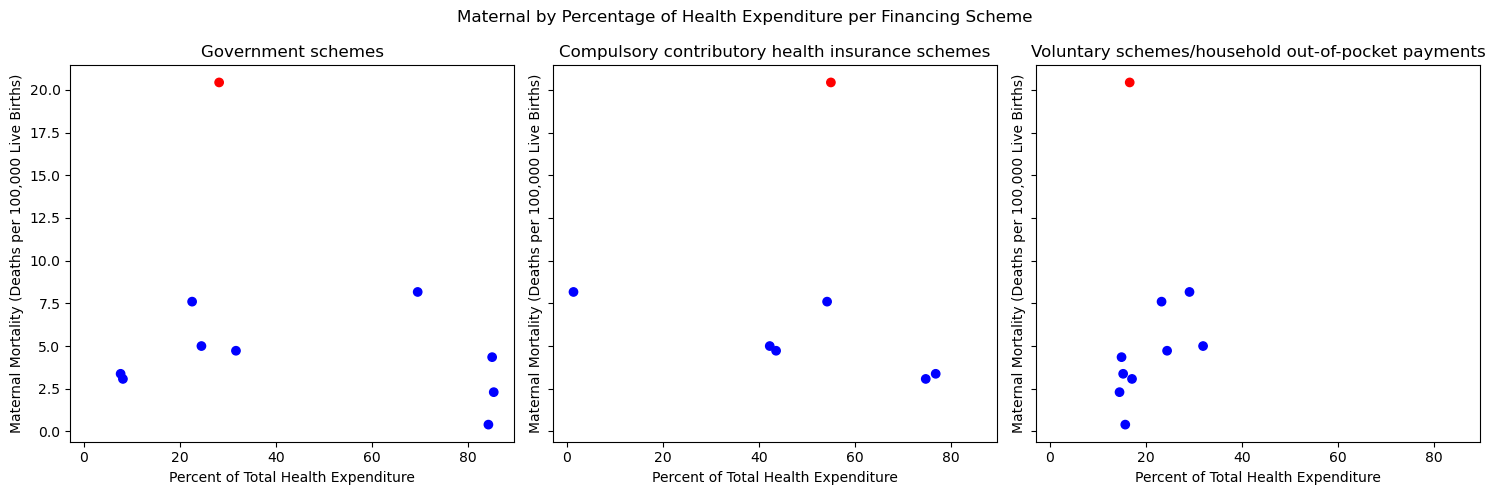 Maternal by Percentage of Health Expenditure per Financing Scheme
Government schemes
Maternal Mortality (Deaths per 100,000 Live Births)
20.0
17.5
15.0
12.5
10.0
7.5
5.0
2.5
0.0
0 20 40 60 80
Percent of Total Health Expenditure
Compulsory contributory health insurance schemes
Maternal Mortality (Deaths per 100,000 Live Births)
0 20 40 60 80
Percent of Total Health Expenditure
Voluntary schemes/household out-of-pocket payments
Maternal Mortality (Deaths per 100,000 Live Births)
0 20 40 60 80
Percent of Total Health Expenditure